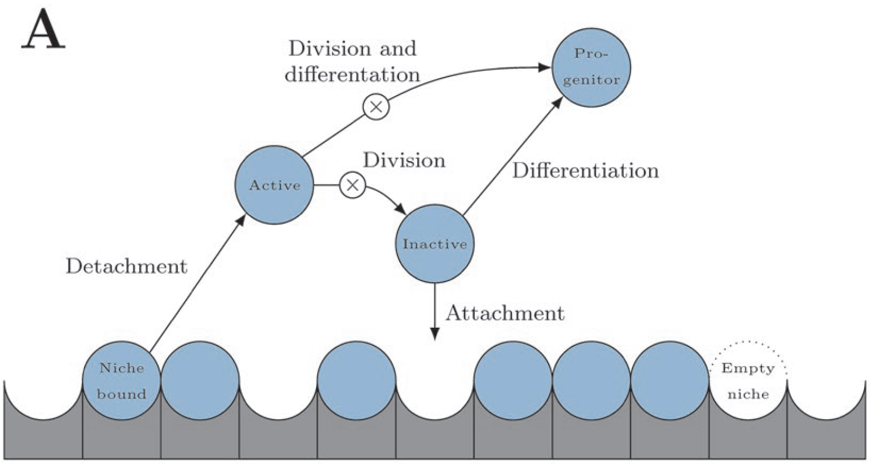 A
Division and
differentation
Pro-
genitor
Active
Division
Differentiation
Inactive
Detachment
Attachment
Niche
bound
Empty
niche